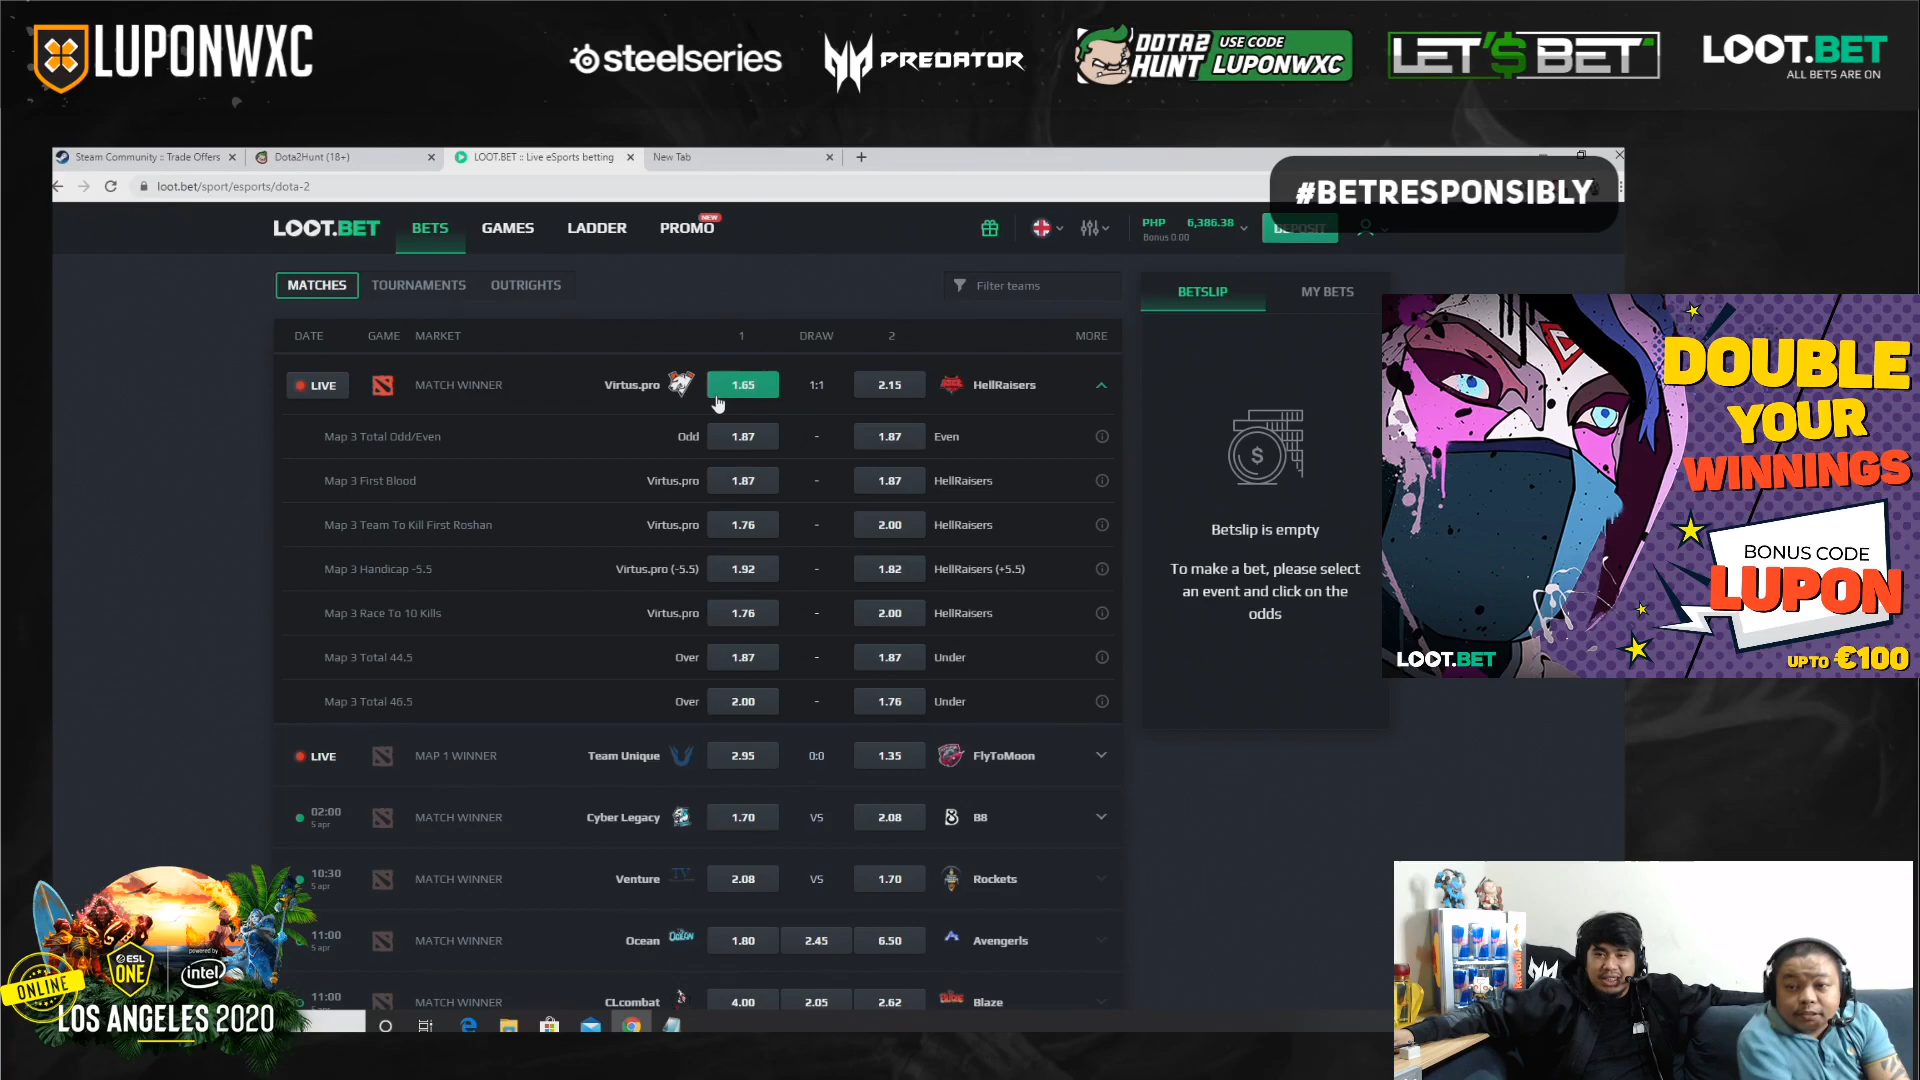 LUPONWXC
steelseries
PREDATOR
DOTA2 HUNT USE CODE LUPONWXC
LET'$ BET
LOOT.BET
ALL BETS ARE ON
Steam Community :: Trade Offers
Dota2Hunt (18+)
LOOT.BET :: Live eSports betting
New Tab
loot.bet/sport/esports/dota-2
#BETRESPONSIBLY
LOOT.BET BETS GAMES LADDER PROMO NEW
PHP 6,386.38
Bonus 0.00
DEPOSIT
MATCHES TOURNAMENTS OUTRIGHTS Filter teams
BETSLIP MY BETS
DATE GAME MARKET 1 DRAW 2 MORE
LIVE MATCH WINNER Virtus.pro 1.65 1:1 2.15 HellRaisers
Map 3 Total Odd/Even Odd 1.87 - 1.87 Even
Map 3 First Blood Virtus.pro 1.87 - 1.87 HellRaisers
Map 3 Team To Kill First Roshan Virtus.pro 1.76 - 2.00 HellRaisers
Map 3 Handicap -5.5 Virtus.pro (-5.5) 1.92 - 1.82 HellRaisers (+5.5)
Map 3 Race To 10 Kills Virtus.pro 1.76 - 2.00 HellRaisers
Map 3 Total 44.5 Over 1.87 - 1.87 Under
Map 3 Total 46.5 Over 2.00 - 1.76 Under
LIVE MAP 1 WINNER Team Unique 2.95 0:0 1.35 FlyToMoon
02:00 5 apr MATCH WINNER Cyber Legacy 1.70 VS 2.08 B8
10:30 5 apr MATCH WINNER Venture 2.08 VS 1.70 Rockets
11:00 5 apr MATCH WINNER Ocean 1.80 2.45 6.50 Avengerls
11:00 5 apr MATCH WINNER CLcombat 4.00 2.05 2.62 Blaze
Betslip is empty
To make a bet, please select
an event and click on the
odds
DOUBLE
YOUR
WINNINGS
BONUS CODE
LUPON
LOOT.BET
UP TO €100
ONLINE
ESL
ONE
powered by
intel
LOS ANGELES 2020